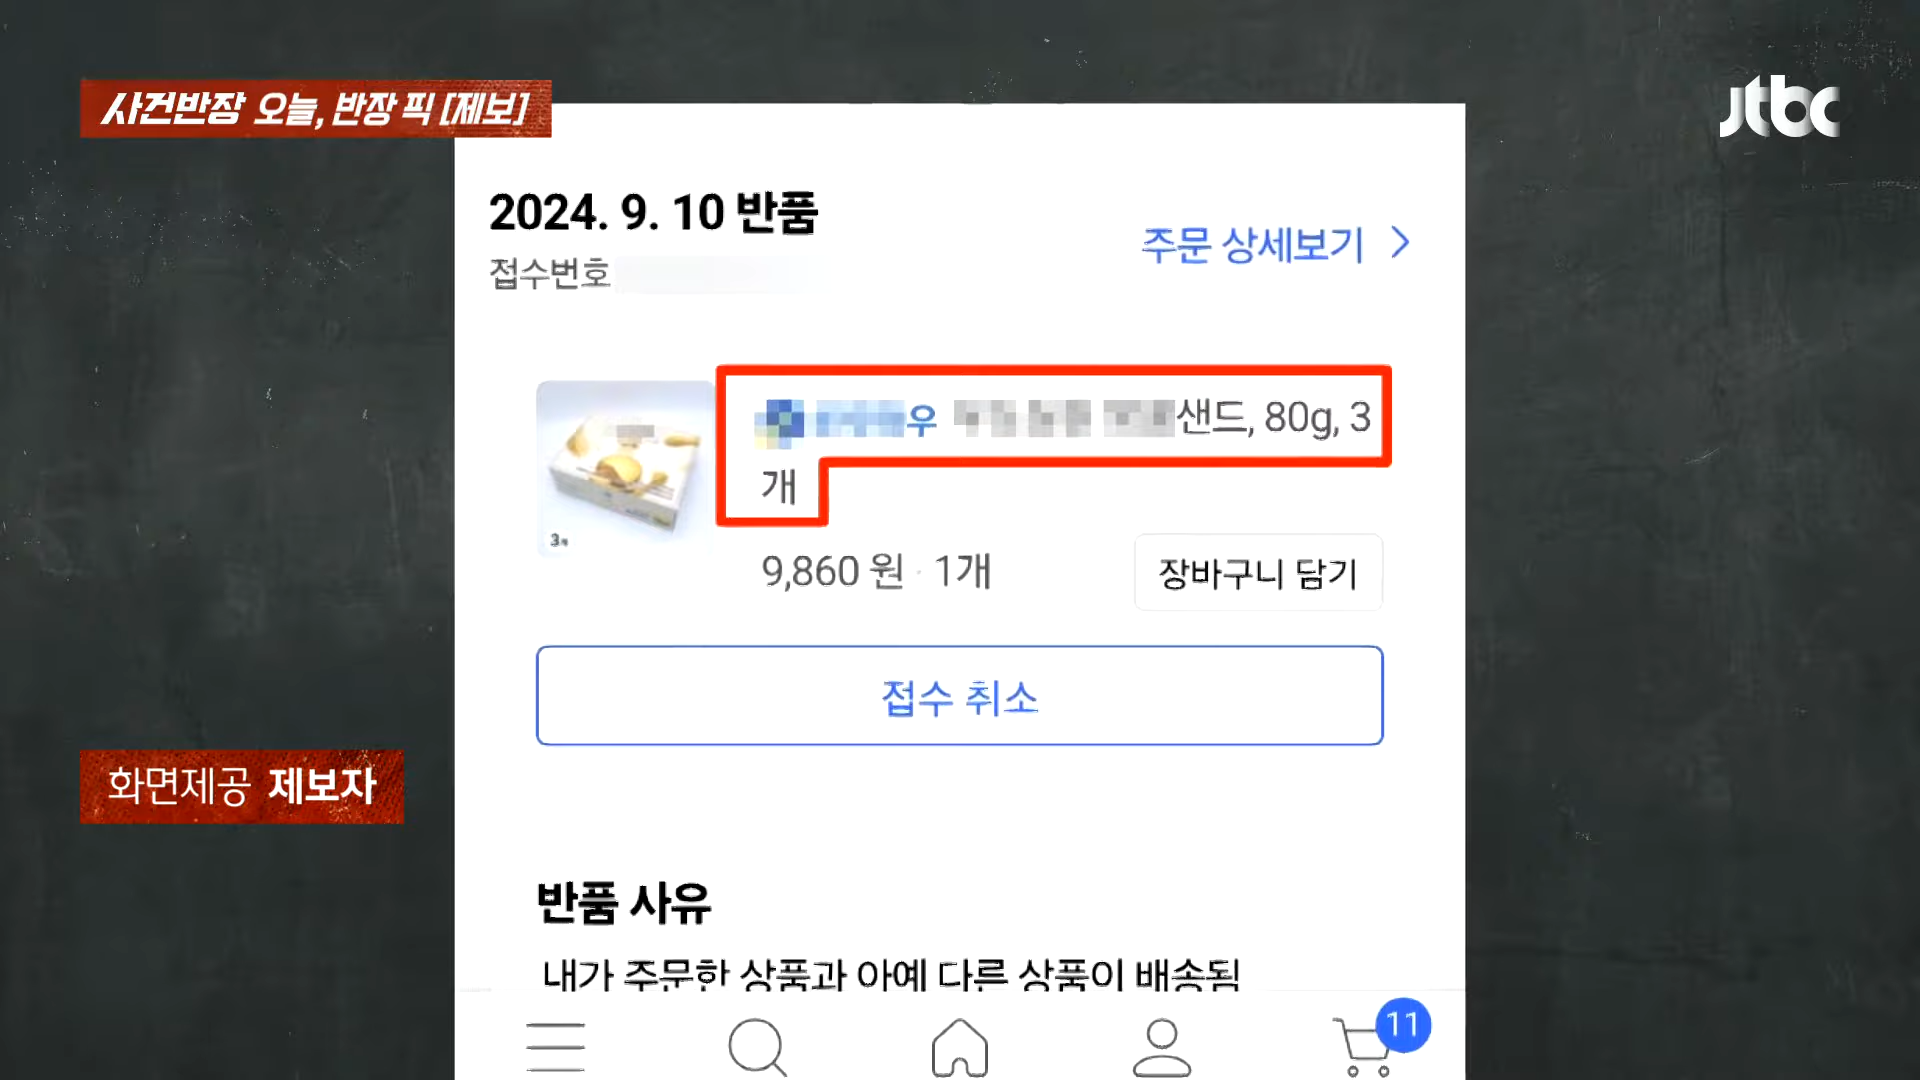 사건반장 오늘, 반장 픽 [제보]
jtbc
2024. 9. 10 반품
주문 상세보기
접수번호
우 샌드, 80g, 3
개
3개
9,860 원 · 1개
장바구니 담기
접수 취소
화면제공 제보자
반품 사유
내가 주문한 상품과 아예 다른 상품이 배송됨
11